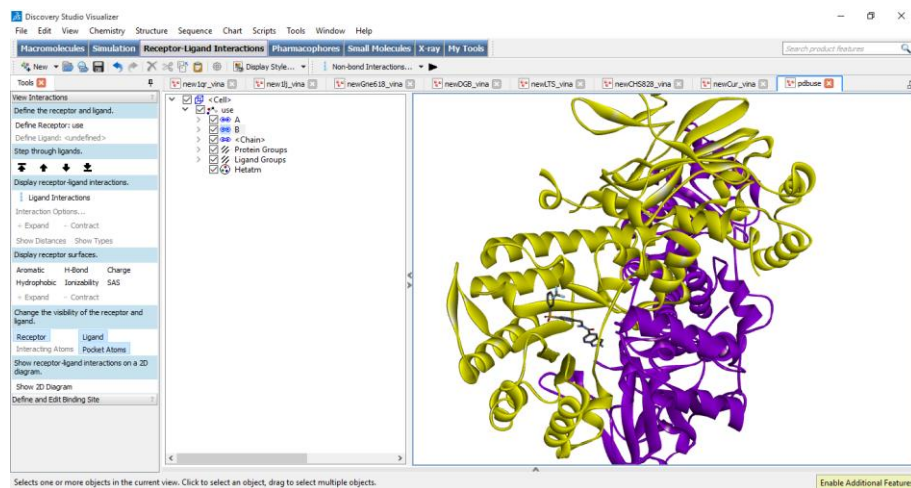 Discovery Studio Visualizer
File Edit View Chemistry Structure Sequence Chart Scripts Tools Window Help
Macromolecules Simulation Receptor-Ligand Interactions Pharmacophores Small Molecules X-ray My Tools
Search product features
New Display Style... Non-bond Interactions...
Tools
new1qr_vina new1lj_vina newGne618_vina newDGB_vina newLTS_vina newCHS828_vina newCur_vina pdbuse
View Interactions
Define the receptor and ligand.
Define Receptor: use
Define Ligand: <undefined>
Step through ligands.
Display receptor-ligand interactions.
Ligand Interactions
Interaction Options...
+ Expand - Contract
Show Distances Show Types
Display receptor surfaces.
Aromatic H-Bond Charge
Hydrophobic Ionizability SAS
+ Expand - Contract
Change the visibility of the receptor and
ligand.
Receptor Ligand
Interacting Atoms Pocket Atoms
Show receptor-ligand interactions on a 2D
diagram.
Show 2D Diagram
Define and Edit Binding Site
<Cell>
use
A
B
<Chain>
Protein Groups
Ligand Groups
Hetatm
Selects one or more objects in the current view. Click to select an object, drag to select multiple objects.
Enable Additional Features